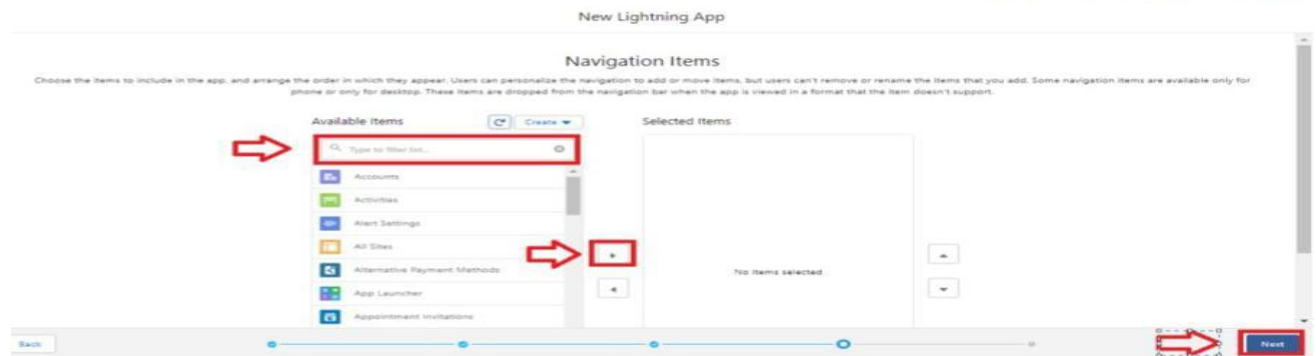 New Lightning App
Navigation Items
Choose the items to include in the app, and arrange the order in which they appear. Users can personalize the navigation to add or move items, but users can't remove or rename the items that you add. Some navigation items are available only for
phone or only for desktop. These items are dropped from the navigation bar when the app is viewed in a format that the item doesn't support.
Available Items
Create
Selected Items
Type to filter list...
Accounts
Activities
Alert Settings
All Sites
Alternative Payment Methods
No items selected
App Launcher
Appointment Invitations
Back
Next